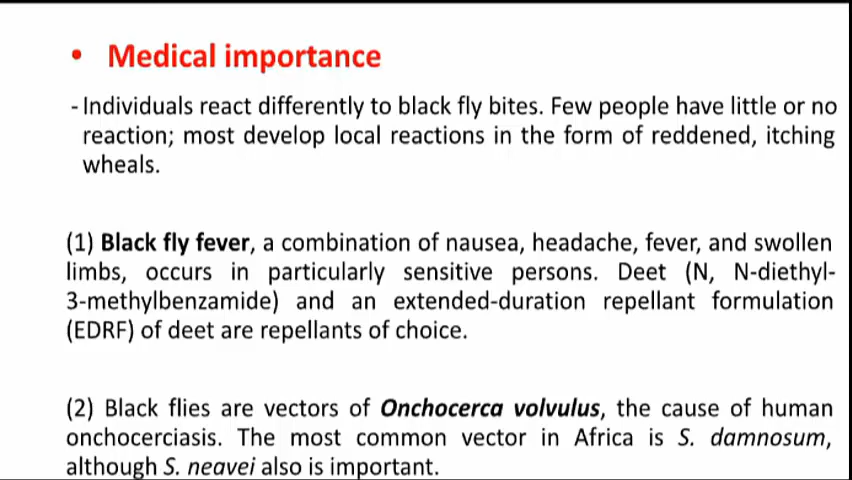 • Medical importance
- Individuals react differently to black fly bites. Few people have little or no
reaction; most develop local reactions in the form of reddened, itching
wheals.
(1) Black fly fever, a combination of nausea, headache, fever, and swollen
limbs, occurs in particularly sensitive persons. Deet (N, N-diethyl-
3-methylbenzamide) and an extended-duration repellant formulation
(EDRF) of deet are repellants of choice.
(2) Black flies are vectors of Onchocerca volvulus, the cause of human
onchocerciasis. The most common vector in Africa is S. damnosum,
although S. neavei also is important.